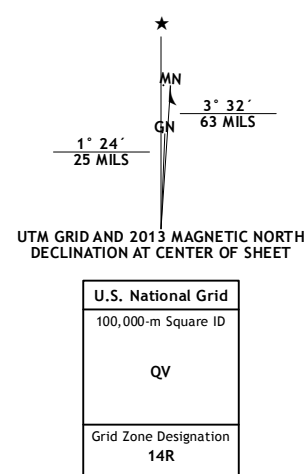 ★
MN
GN
3° 32´
63 MILS
1° 24´
25 MILS
UTM GRID AND 2013 MAGNETIC NORTH
DECLINATION AT CENTER OF SHEET
U.S. National Grid
100,000-m Square ID
QV
Grid Zone Designation
14R